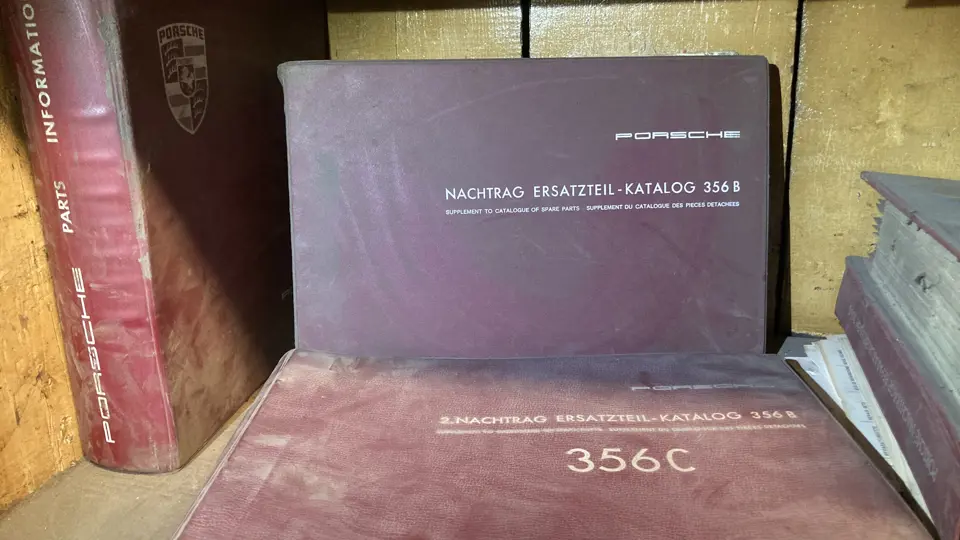 PORSCHE PARTS INFORMATIO
PORSCHE
PORSCHE
NACHTRAG ERSATZTEIL-KATALOG 356 B
SUPPLEMENT TO CATALOGUE OF SPARE PARTS SUPPLEMENT DU CATALOGUE DES PIECES DETACHEES
PORSCHE
2. NACHTRAG ERSATZTEIL-KATALOG 356 B
356 C